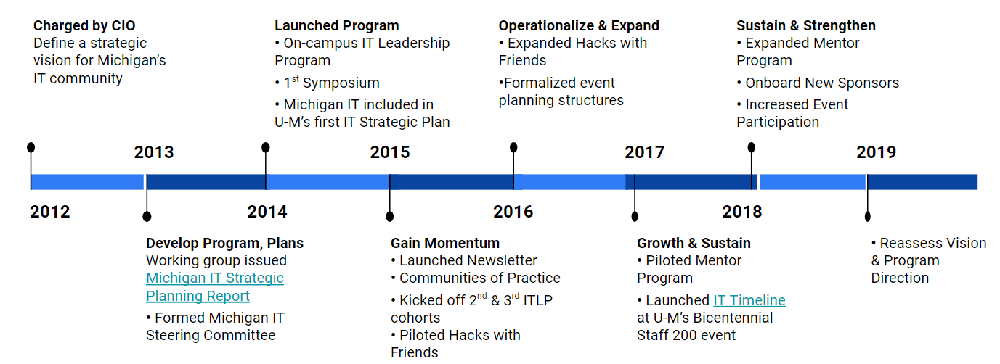 Charged by CIO
Define a strategic
vision for Michigan's
IT community
Launched Program
• On-campus IT Leadership
Program
• 1st Symposium
• Michigan IT included in
U-M's first IT Strategic Plan
Operationalize & Expand
• Expanded Hacks with
Friends
•Formalized event
planning structures
Sustain & Strengthen
• Expanded Mentor
Program
• Onboard New Sponsors
• Increased Event
Participation
2013
2015
2017
2019
2012
2014
2016
2018
Develop Program, Plans
Working group issued
Michigan IT Strategic
Planning Report
• Formed Michigan IT
Steering Committee
Gain Momentum
• Launched Newsletter
• Communities of Practice
• Kicked off 2nd & 3rd ITLP
cohorts
• Piloted Hacks with
Friends
Growth & Sustain
• Piloted Mentor
Program
• Launched IT Timeline
at U-M's Bicentennial
Staff 200 event
• Reassess Vision
& Program
Direction